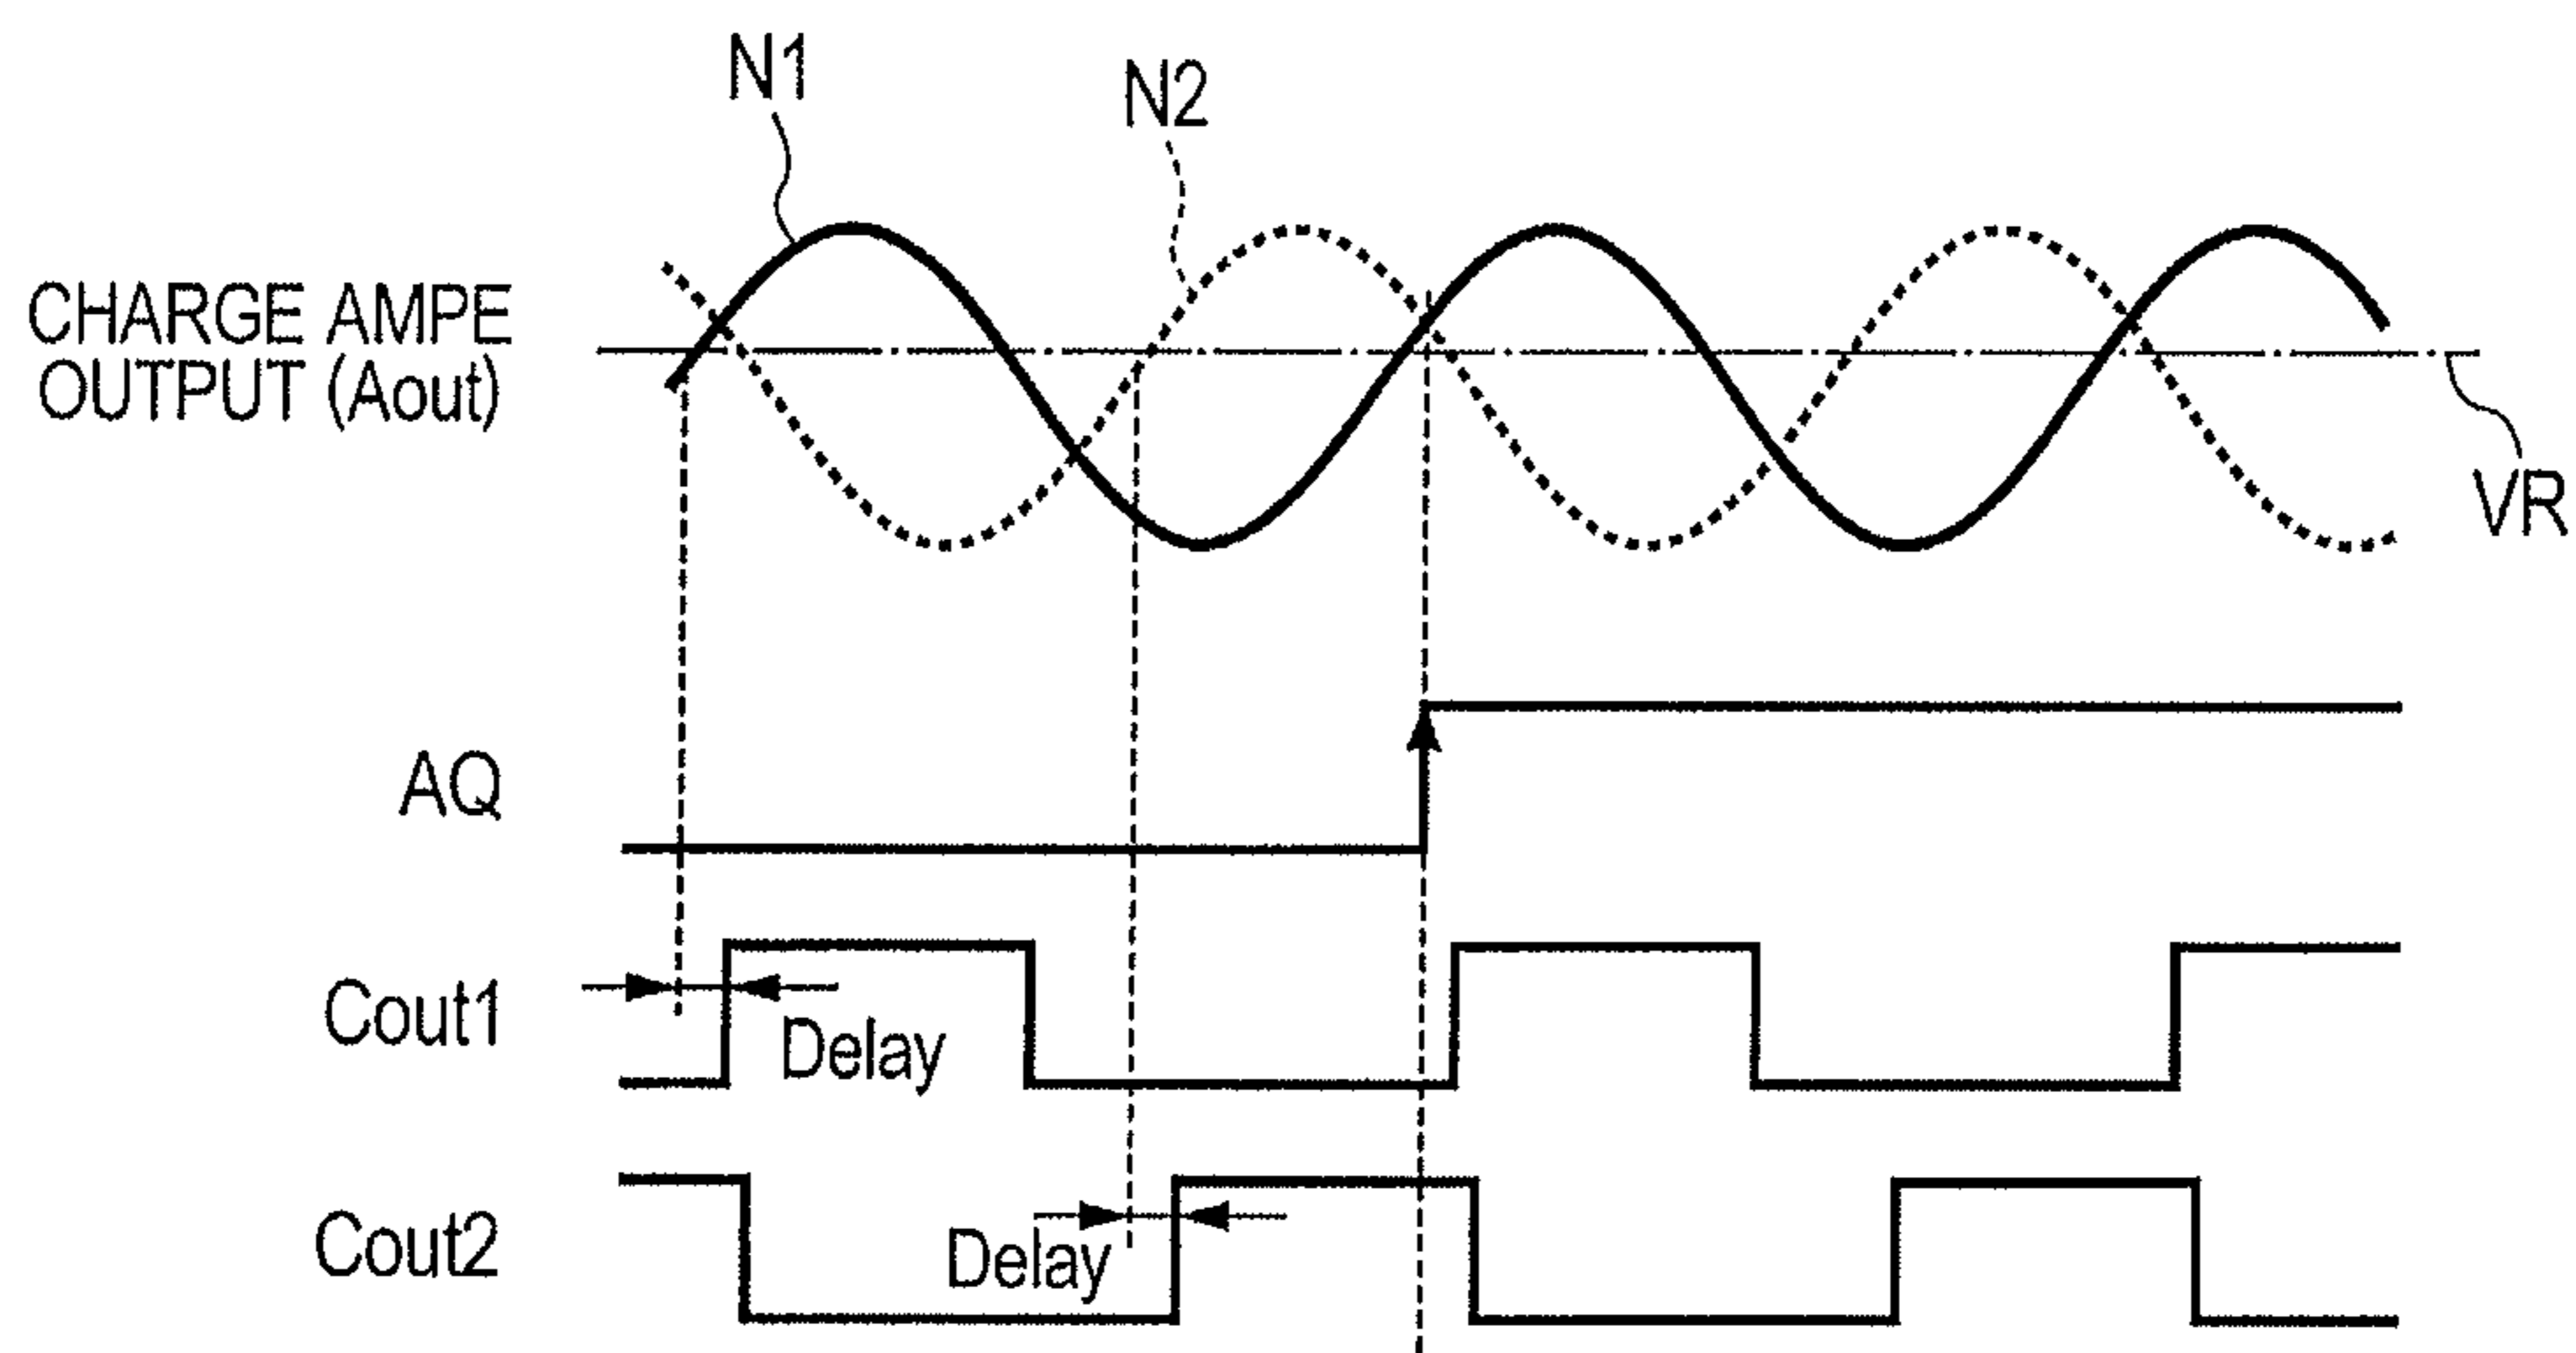 N1
N2
CHARGE AMPE
OUTPUT (Aout)
VR
AQ
Cout1
Delay
Cout2
Delay